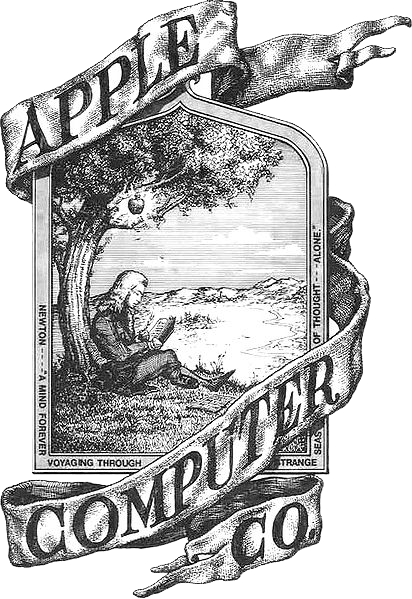 APPLE
COMPUTER
CO.
NEWTON --- "A MIND FOREVER
VOYAGING THROUGH
STRANGE
SEAS
OF THOUGHT --- ALONE."